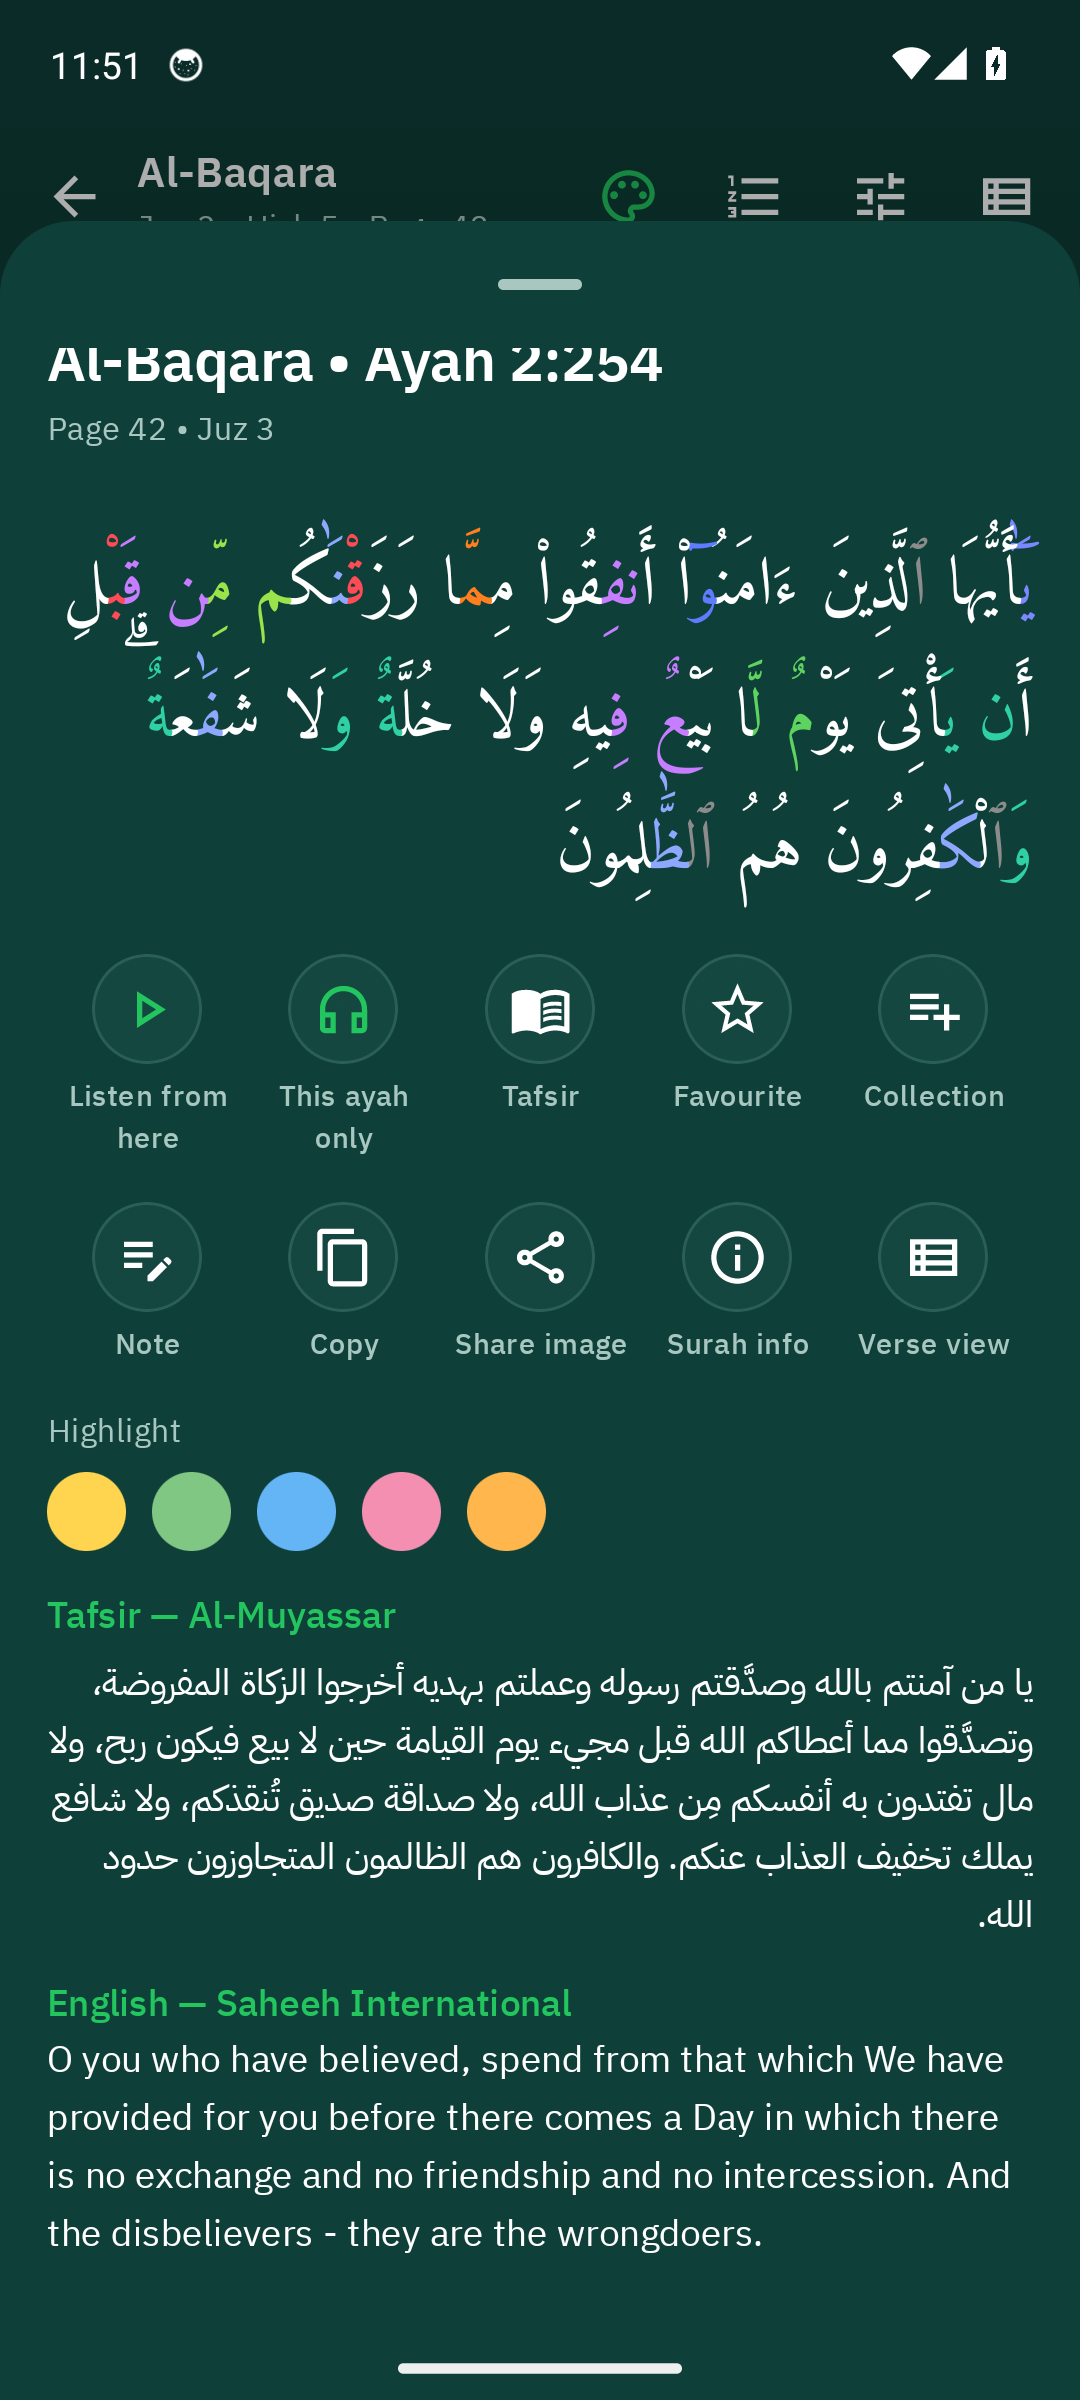 11:51
Al-Baqara
Al-Baqara • Ayah 2:254
Page 42 • Juz 3
يَٰٓأَيُّهَا ٱلَّذِينَ ءَامَنُوٓا۟ أَنفِقُوا۟ مِمَّا رَزَقْنَٰكُم مِّن قَبْلِ
أَن يَأْتِىَ يَوْمٌ لَّا بَيْعٌ فِيهِ وَلَا خُلَّةٌ وَلَا شَفَٰعَةٌ ۗ
وَٱلْكَٰفِرُونَ هُمُ ٱلظَّٰلِمُونَ
Listen from here
This ayah only
Tafsir
Favourite
Collection
Note
Copy
Share image
Surah info
Verse view
Highlight
Tafsir — Al-Muyassar
يا من آمنتم بالله وصدَّقتم رسوله وعملتم بهديه أخرجوا الزكاة المفروضة،
وتصدَّقوا مما أعطاكم الله قبل مجيء يوم القيامة حين لا بيع فيكون ربح، ولا
مال تفتدون به أنفسكم مِن عذاب الله، ولا صداقة صديق تُنقذكم، ولا شافع
يملك تخفيف العذاب عنكم. والكافرون هم الظالمون المتجاوزون حدود
الله.
English — Saheeh International
O you who have believed, spend from that which We have
provided for you before there comes a Day in which there
is no exchange and no friendship and no intercession. And
the disbelievers - they are the wrongdoers.